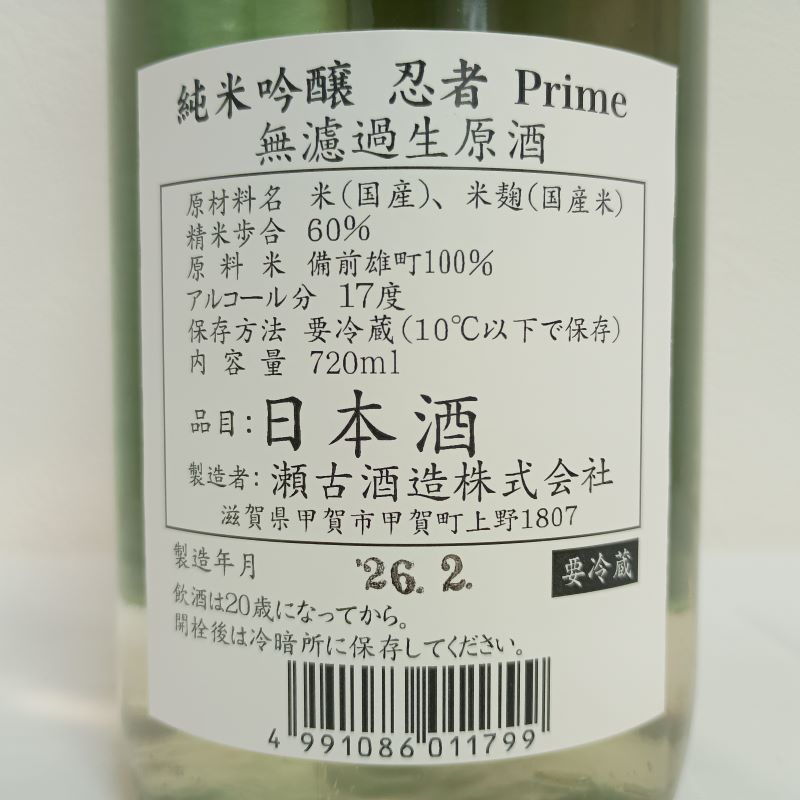 純米吟醸 忍者 Prime
無濾過生原酒
原材料名 米(国産)、米麹(国産米)
精米歩合 60%
原料米 備前雄町100%
アルコール分 17度
保存方法 要冷蔵(10℃以下で保存)
内容量 720ml
品目:日本酒
製造者:瀬古酒造株式会社
滋賀県甲賀市甲賀町上野1807
製造年月 '26.2. 要冷蔵
飲酒は20歳になってから。
開栓後は冷暗所に保存してください。
4 991086 011799